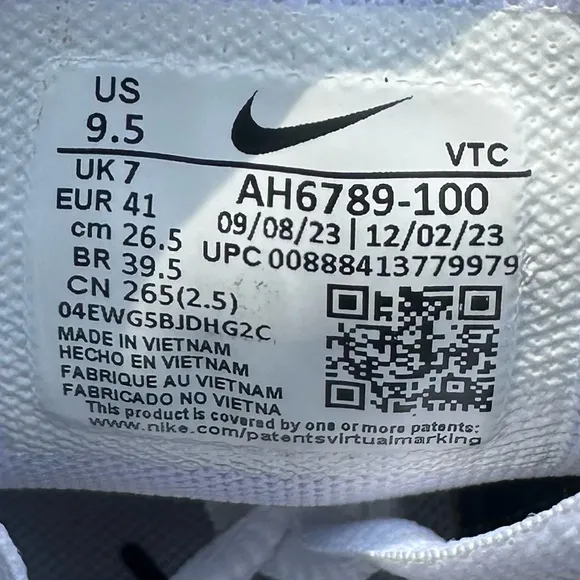 US
9.5
VTC
UK 7
EUR 41
cm 26.5
BR 39.5
CN 265(2.5)
AH6789-100
09/08/23 | 12/02/23
UPC 00888413779979
04EWG5BJDHG2C
MADE IN VIETNAM
HECHO EN VIETNAM
FABRIQUE AU VIETNAM
FABRICADO NO VIETNA
This product is covered by one or more patents:
www.nike.com/patentsvirtualmarking